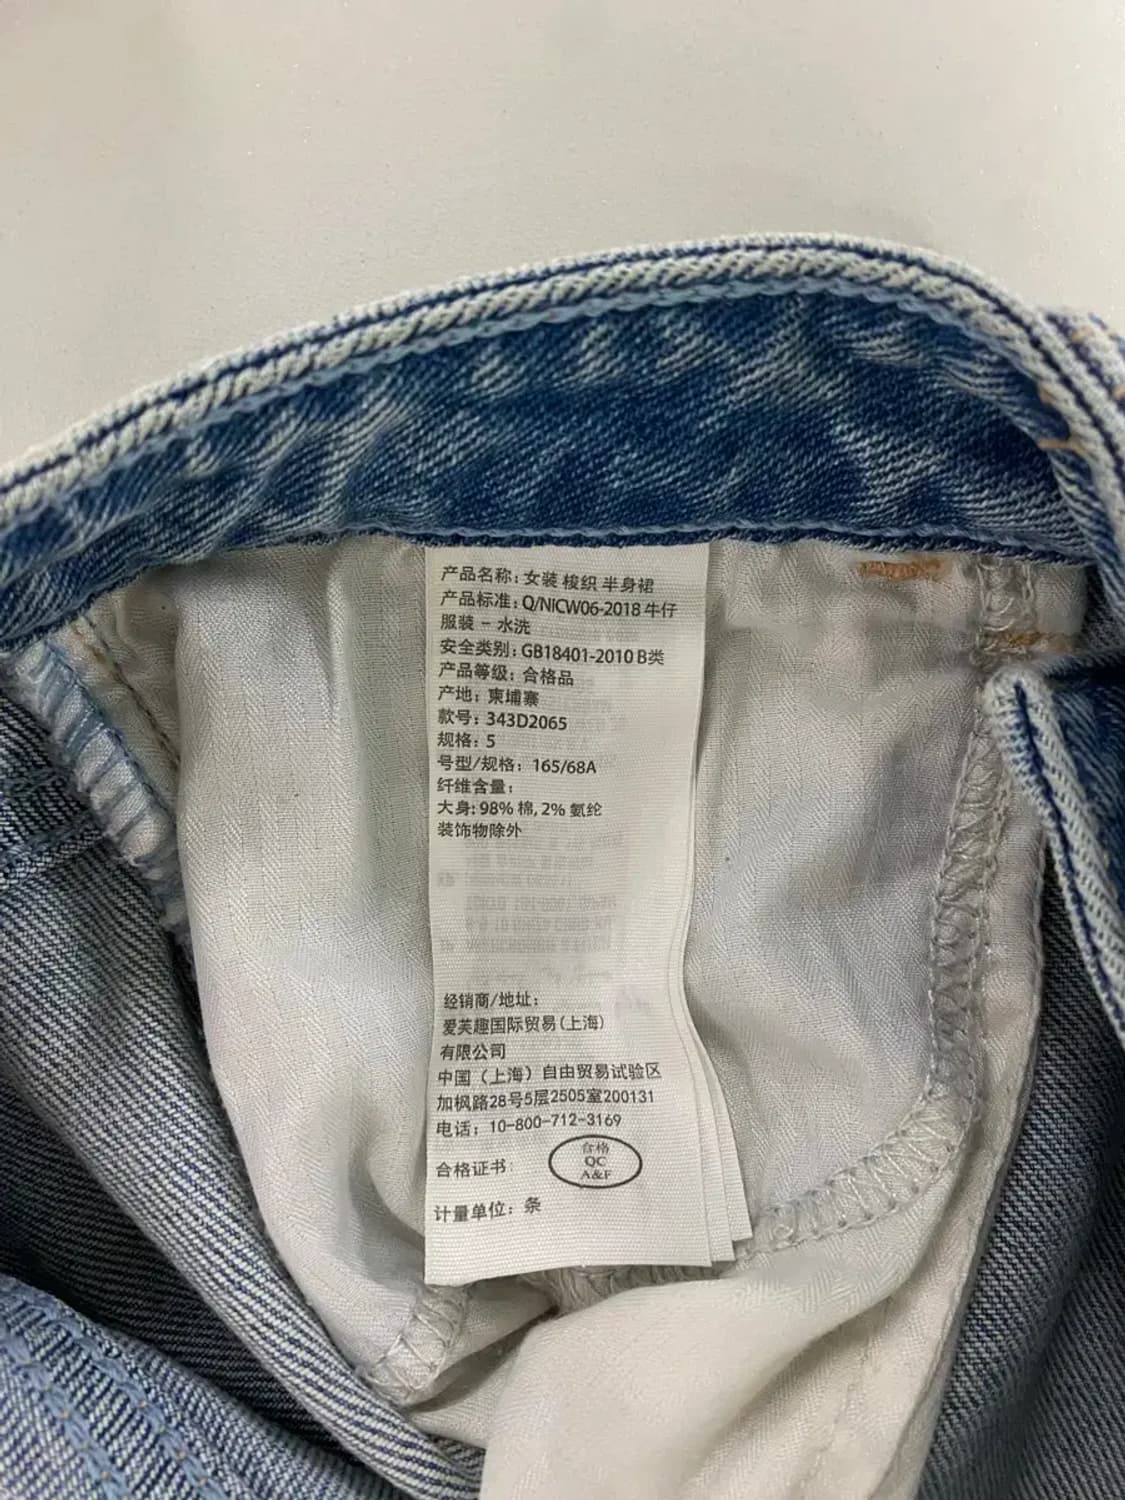 产品名称: 女装 梭织 半身裙
产品标准: Q/NICW06-2018 牛仔
服装 - 水洗
安全类别: GB18401-2010 B类
产品等级: 合格品
产地: 柬埔寨
款号: 343D2065
规格: 5
号型/规格: 165/68A
纤维含量:
大身: 98% 棉, 2% 氨纶
装饰物除外
经销商/地址:
爱芙趣国际贸易(上海)
有限公司
中国(上海)自由贸易试验区
加枫路28号5层2505室200131
电话: 10-800-712-3169
合格证书:
合格
QC
A&F
计量单位: 条